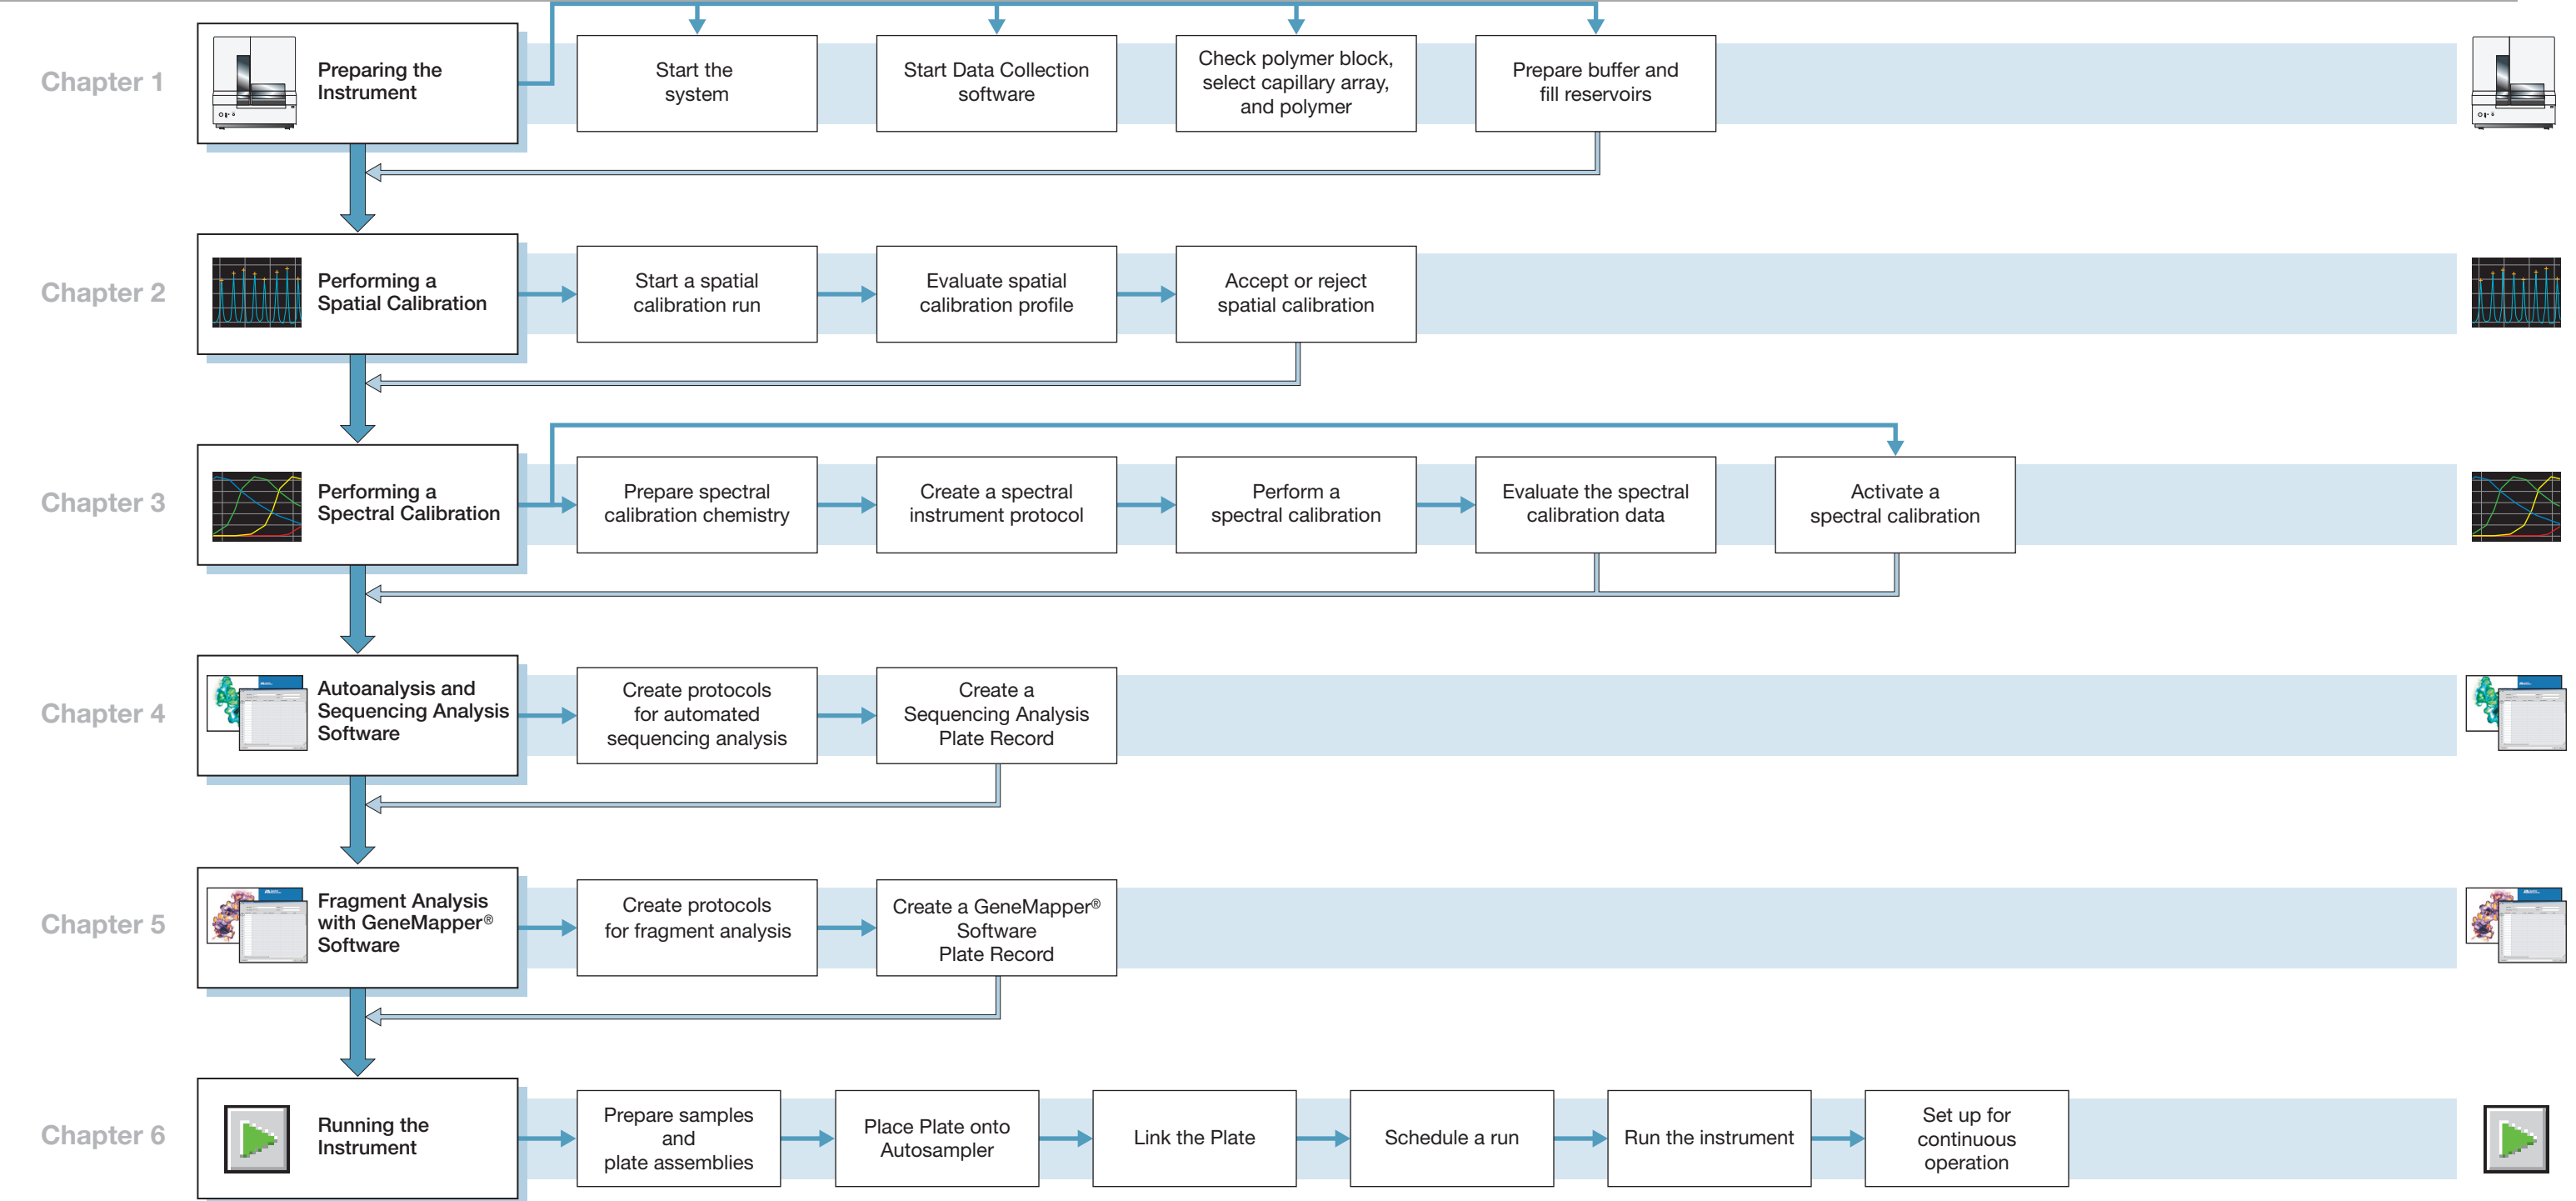 Chapter 1
Preparing the
Instrument
Start the
system
Start Data Collection
software
Check polymer block,
select capillary array,
and polymer
Prepare buffer and
fill reservoirs
Chapter 2
Performing a
Spatial Calibration
Start a spatial
calibration run
Evaluate spatial
calibration profile
Accept or reject
spatial calibration
Chapter 3
Performing a
Spectral Calibration
Prepare spectral
calibration chemistry
Create a spectral
instrument protocol
Perform a
spectral calibration
Evaluate the spectral
calibration data
Activate a
spectral calibration
Chapter 4
Autoanalysis and
Sequencing Analysis
Software
Create protocols
for automated
sequencing analysis
Create a
Sequencing Analysis
Plate Record
Chapter 5
Fragment Analysis
with GeneMapper®
Software
Create protocols
for fragment analysis
Create a GeneMapper®
Software
Plate Record
Chapter 6
Running the
Instrument
Prepare samples
and
plate assemblies
Place Plate onto
Autosampler
Link the Plate
Schedule a run
Run the instrument
Set up for
continuous
operation